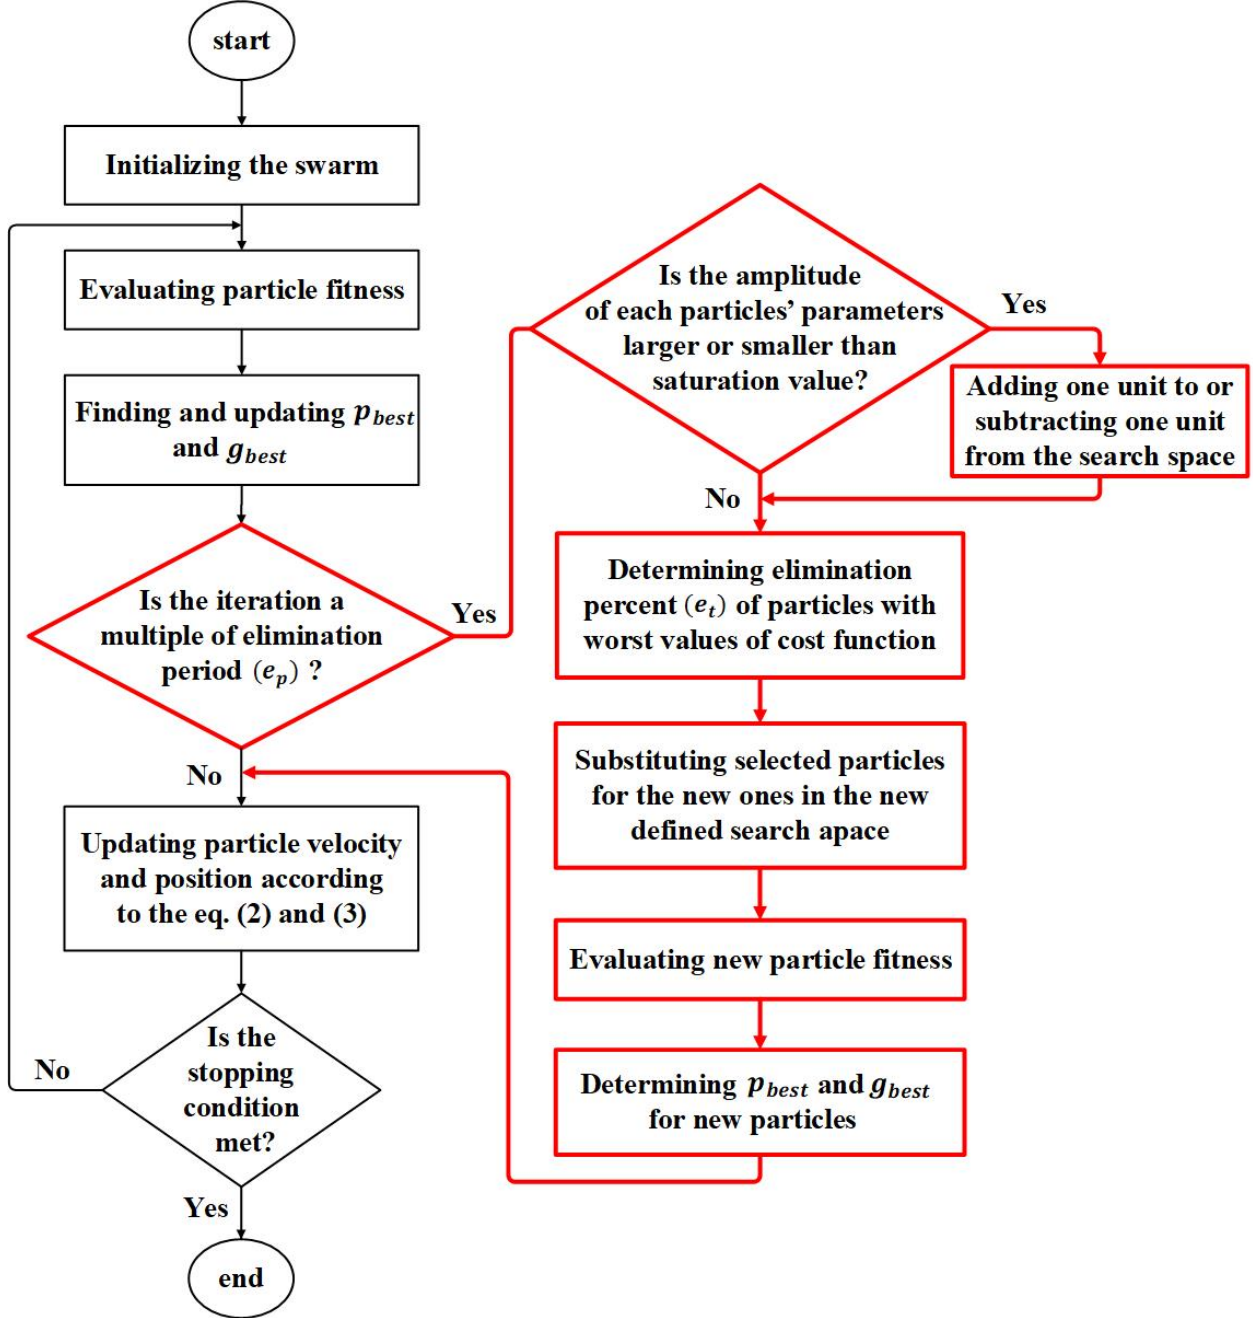 start
Initializing the swarm
Evaluating particle fitness
Finding and updating p_best
and g_best
Is the iteration a
multiple of elimination
period (e_p) ?
Yes
No
Updating particle velocity
and position according
to the eq. (2) and (3)
Is the
stopping
condition
met?
No
Yes
end
Is the amplitude
of each particles’ parameters
larger or smaller than
saturation value?
Yes
Adding one unit to or
subtracting one unit
from the search space
No
Determining elimination
percent (e_t) of particles with
worst values of cost function
Substituting selected particles
for the new ones in the new
defined search apace
Evaluating new particle fitness
Determining p_best and g_best
for new particles